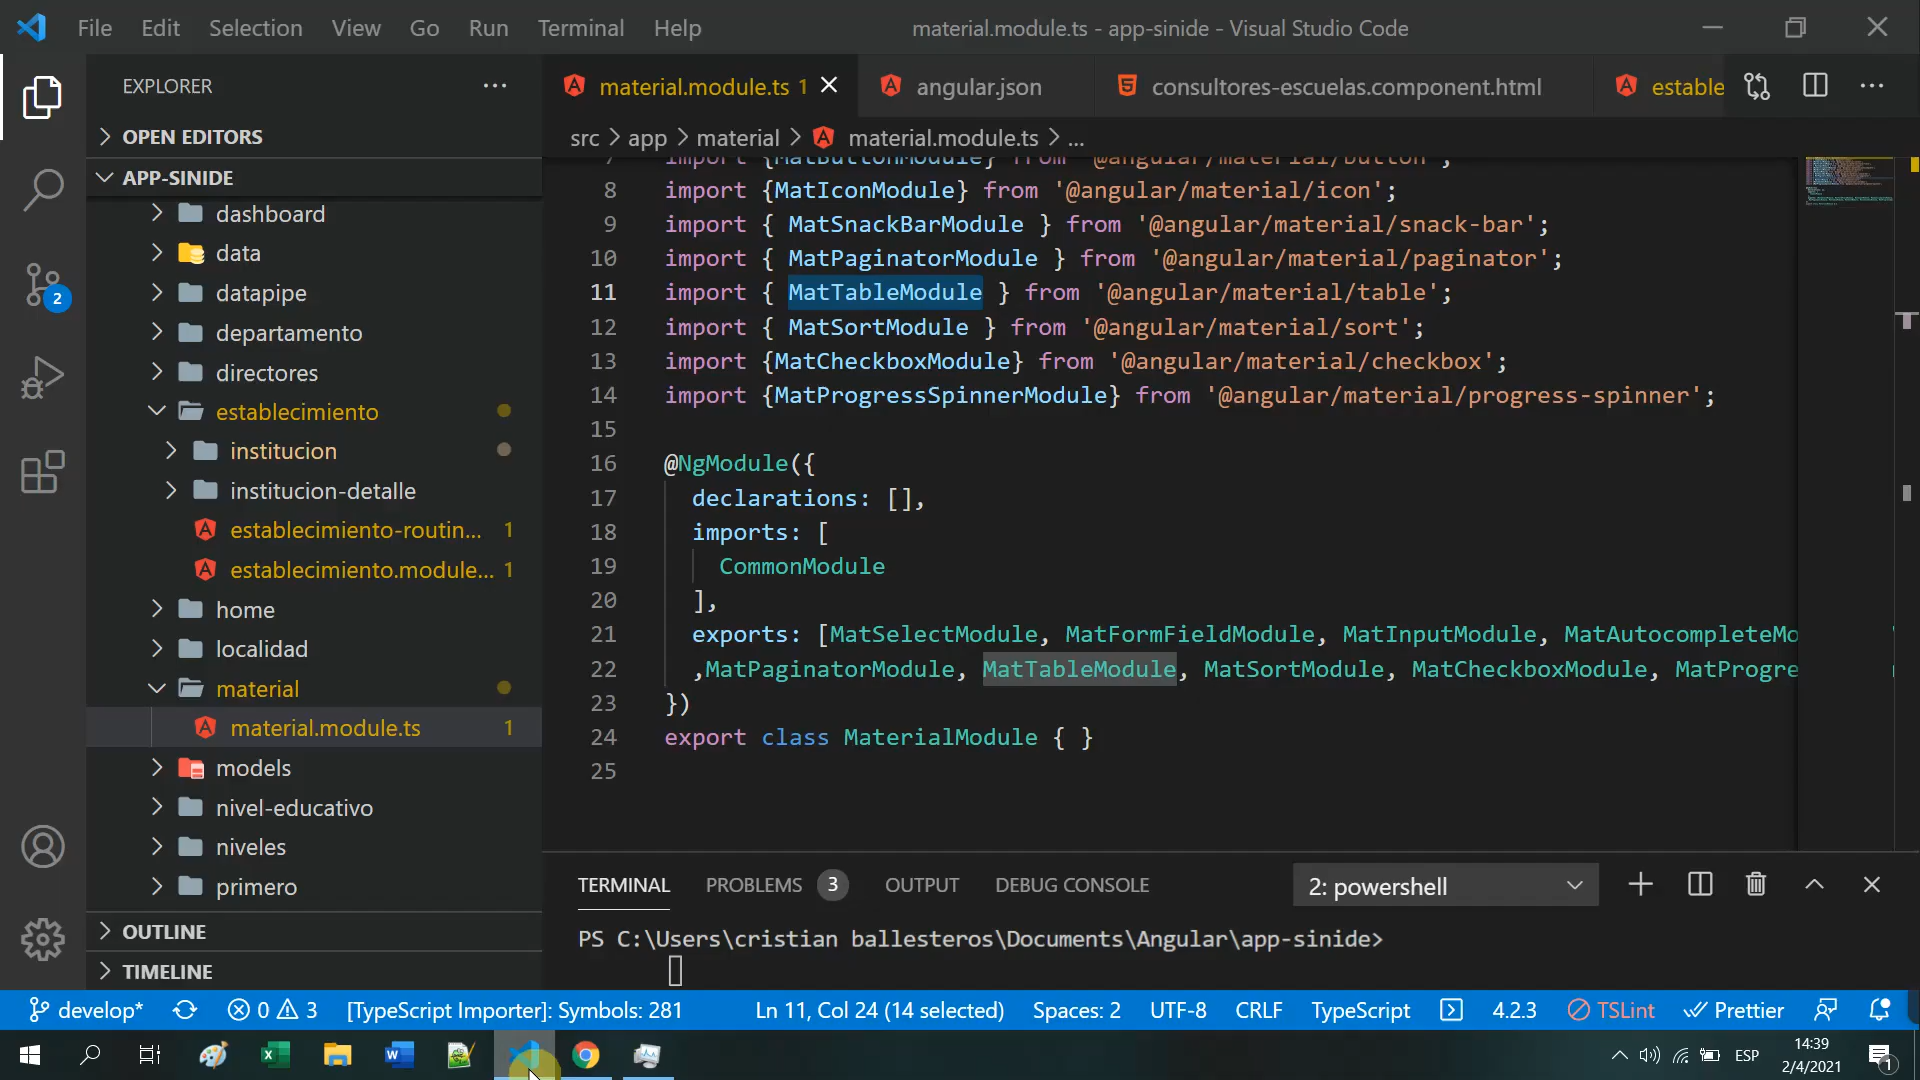 File Edit Selection View Go Run Terminal Help
material.module.ts - app-sinide - Visual Studio Code
EXPLORER
OPEN EDITORS
APP-SINIDE
dashboard
data
datapipe
departamento
directores
establecimiento
institucion
institucion-detalle
establecimiento-routin... 1
establecimiento.module... 1
home
localidad
material
material.module.ts 1
models
nivel-educativo
niveles
primero
OUTLINE
TIMELINE
2
material.module.ts 1 angular.json consultores-escuelas.component.html estable
src > app > material > material.module.ts > ...
7 import {MatButtonModule} from '@angular/material/button';
8 import {MatIconModule} from '@angular/material/icon';
9 import { MatSnackBarModule } from '@angular/material/snack-bar';
10 import { MatPaginatorModule } from '@angular/material/paginator';
11 import { MatTableModule } from '@angular/material/table';
12 import { MatSortModule } from '@angular/material/sort';
13 import {MatCheckboxModule} from '@angular/material/checkbox';
14 import {MatProgressSpinnerModule} from '@angular/material/progress-spinner';
15
16 @NgModule({
17 declarations: [],
18 imports: [
19 CommonModule
20 ],
21 exports: [MatSelectModule, MatFormFieldModule, MatInputModule, MatAutocompleteMo
22 ,MatPaginatorModule, MatTableModule, MatSortModule, MatCheckboxModule, MatProgre
23 })
24 export class MaterialModule { }
25
TERMINAL PROBLEMS 3 OUTPUT DEBUG CONSOLE 2: powershell
PS C:\Users\cristian ballesteros\Documents\Angular\app-sinide>
develop* 0 3 [TypeScript Importer]: Symbols: 281 Ln 11, Col 24 (14 selected) Spaces: 2 UTF-8 CRLF TypeScript 4.2.3 TSLint Prettier
ESP 14:39
2/4/2021
1